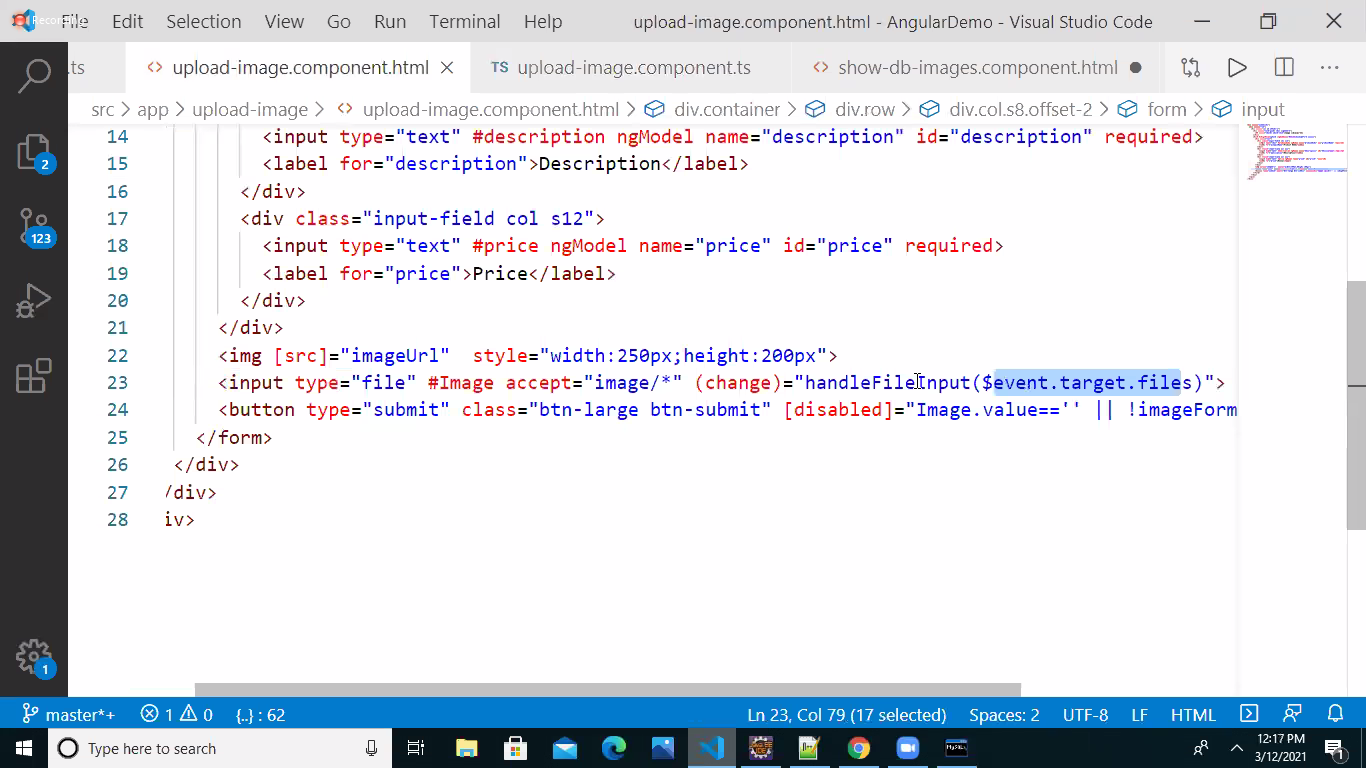 File Edit Selection View Go Run Terminal Help upload-image.component.html - AngularDemo - Visual Studio Code
.ts upload-image.component.html TS upload-image.component.ts show-db-images.component.html
src > app > upload-image > upload-image.component.html > div.container > div.row > div.col.s8.offset-2 > form > input
14 <input type="text" #description ngModel name="description" id="description" required>
15 <label for="description">Description</label>
16 </div>
17 <div class="input-field col s12">
18 <input type="text" #price ngModel name="price" id="price" required>
19 <label for="price">Price</label>
20 </div>
21 </div>
22 <img [src]="imageUrl"  style="width:250px;height:200px">
23 <input type="file" #Image accept="image/*" (change)="handleFileInput($event.target.files)">
24 <button type="submit" class="btn-large btn-submit" [disabled]="Image.value=='' || !imageForm
25 </form>
26 </div>
27 /div>
28 iv>
2
123
1
master*+ 1 0 {..} : 62 Ln 23, Col 79 (17 selected) Spaces: 2 UTF-8 LF HTML
Type here to search
12:17 PM
3/12/2021
1